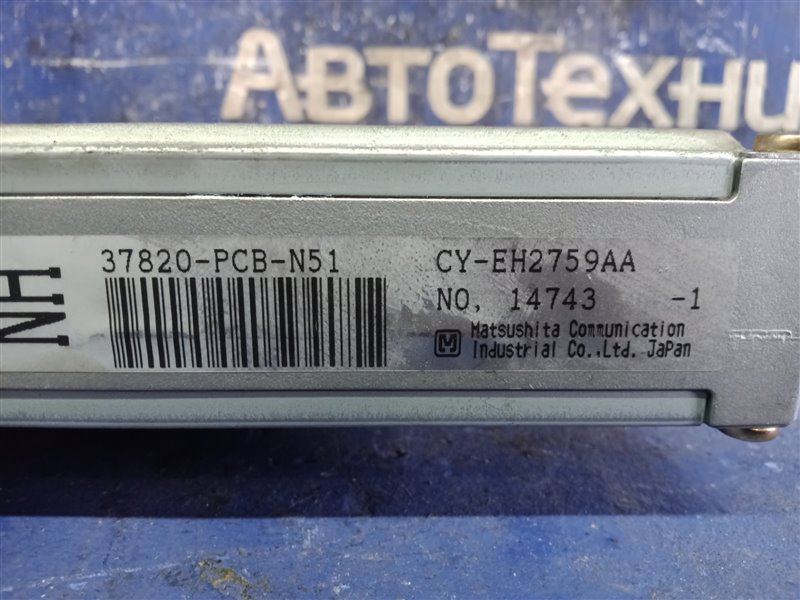 АвтоТехни
37820-PCB-N51
CY-EH2759AA
NO, 14743 -1
M Matsushita Communication
Industrial Co.,Ltd. JaPan
NH